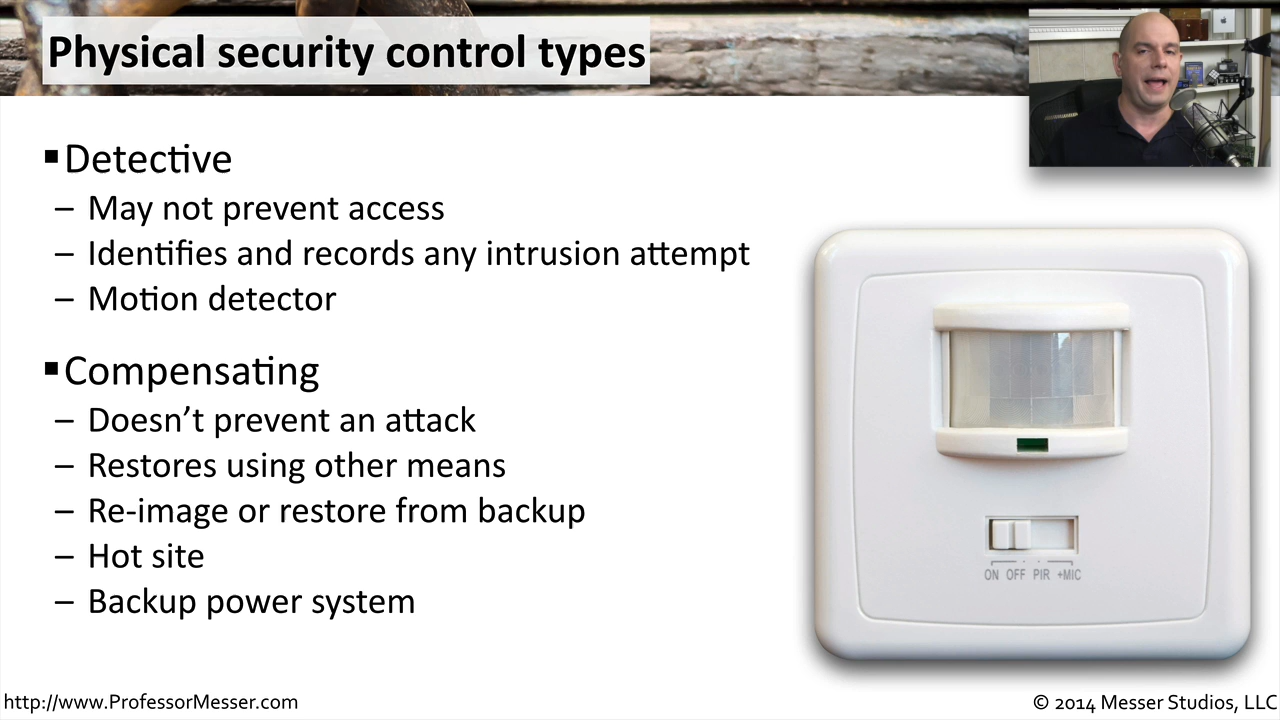 Physical security control types
▪Detective
– May not prevent access
– Identifies and records any intrusion attempt
– Motion detector
▪Compensating
– Doesn’t prevent an attack
– Restores using other means
– Re-image or restore from backup
– Hot site
– Backup power system
ON OFF PIR +MIC
http://www.ProfessorMesser.com
© 2014 Messer Studios, LLC